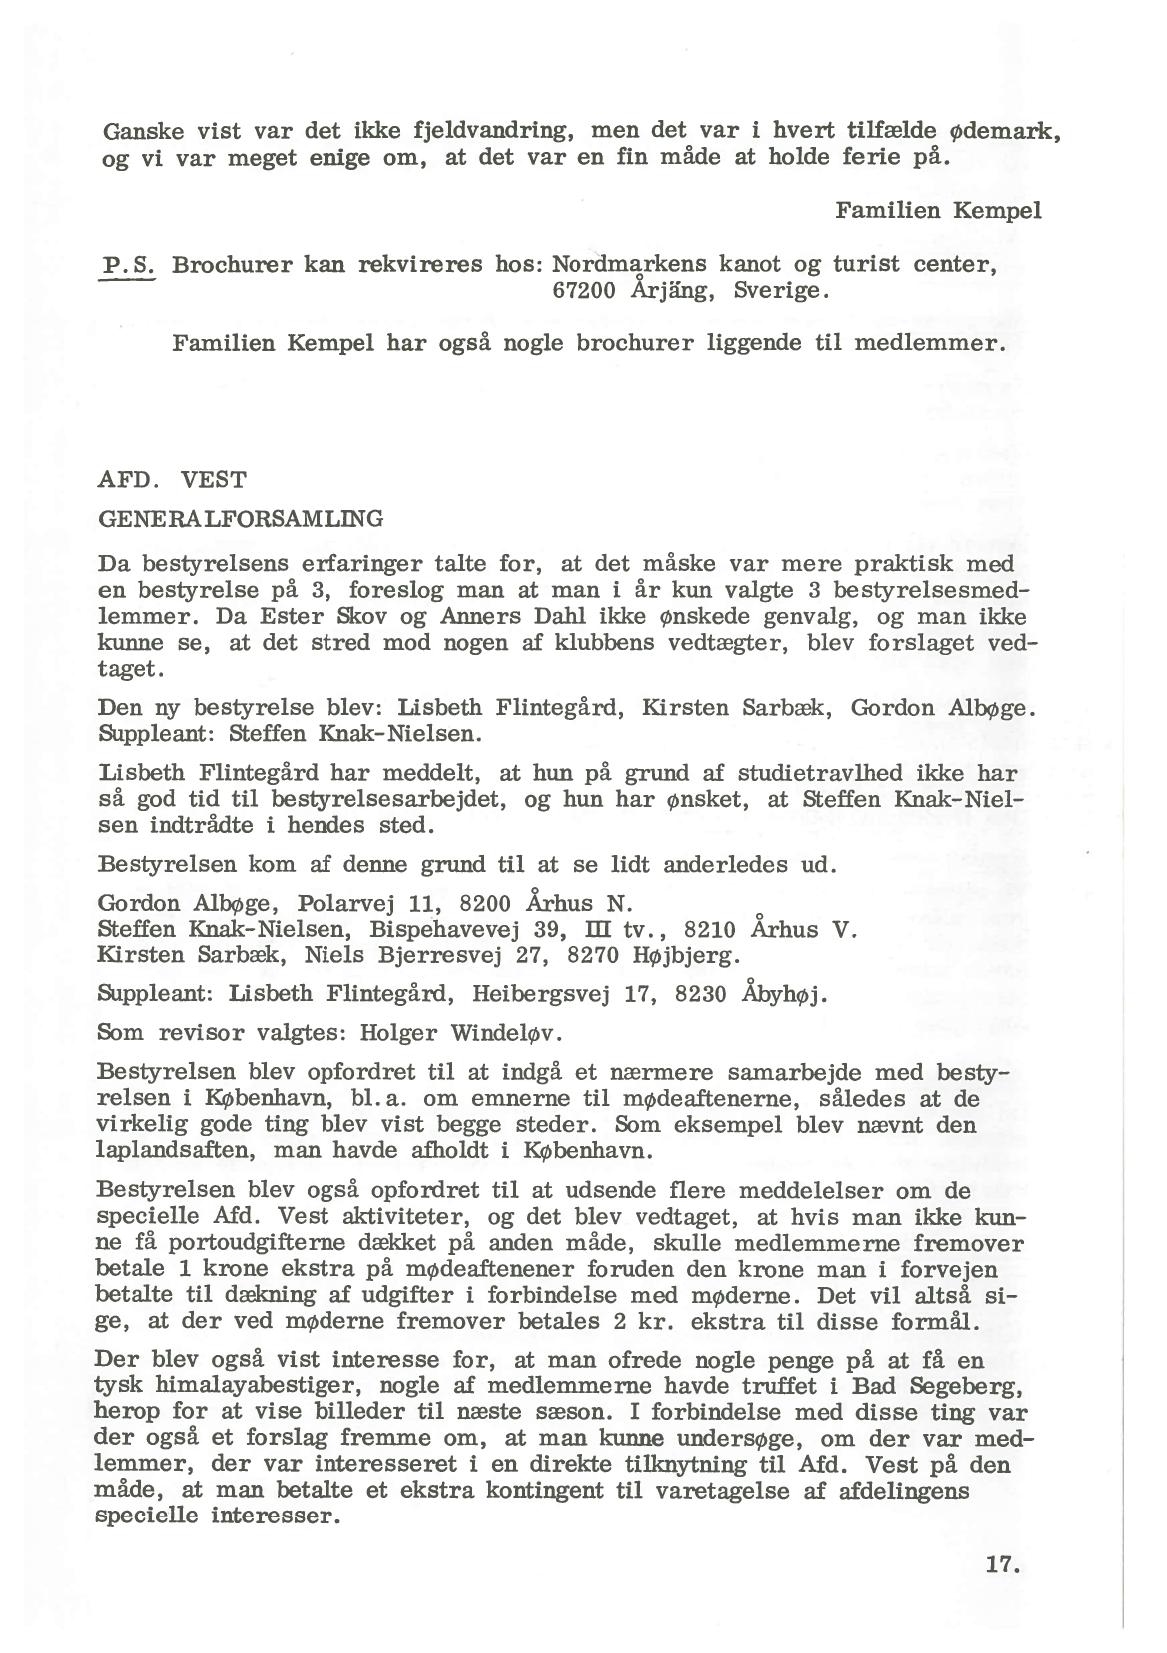 Ganske vist var det ikke fjeldvandring, men det var i hvert tilfælde ødemark,
og vi var meget enige om, at det var en fin måde at holde ferie på.
Familien Kempel
P.S. Brochurer kan rekvireres hos: Nordmarkens kanot og turist center,
67200 Årjäng, Sverige.
Familien Kempel har også nogle brochurer liggende til medlemmer.
AFD. VEST
GENERALFORSAMLING
Da bestyrelsens erfaringer talte for, at det måske var mere praktisk med
en bestyrelse på 3, foreslog man at man i år kun valgte 3 bestyrelsesmed-
lemmer. Da Ester Skov og Anners Dahl ikke ønskede genvalg, og man ikke
kunne se, at det stred mod nogen af klubbens vedtægter, blev forslaget ved-
taget.
Den ny bestyrelse blev: Lisbeth Flintegård, Kirsten Sarbæk, Gordon Albøge.
Suppleant: Steffen Knak-Nielsen.
Lisbeth Flintegård har meddelt, at hun på grund af studietravlhed ikke har
så god tid til bestyrelsesarbejdet, og hun har ønsket, at Steffen Knak-Niel-
sen indtrådte i hendes sted.
Bestyrelsen kom af denne grund til at se lidt anderledes ud.
Gordon Albøge, Polarvej 11, 8200 Århus N.
Steffen Knak-Nielsen, Bispehavevej 39, III tv., 8210 Århus V.
Kirsten Sarbæk, Niels Bjerresvej 27, 8270 Højbjerg.
Suppleant: Lisbeth Flintegård, Heibergsvej 17, 8230 Åbyhøj.
Som revisor valgtes: Holger Windeløv.
Bestyrelsen blev opfordret til at indgå et nærmere samarbejde med besty-
relsen i København, bl.a. om emnerne til mødeaftenerne, således at de
virkelig gode ting blev vist begge steder. Som eksempel blev nævnt den
laplandsaften, man havde afholdt i København.
Bestyrelsen blev også opfordret til at udsende flere meddelelser om de
specielle Afd. Vest aktiviteter, og det blev vedtaget, at hvis man ikke kun-
ne få portoudgifterne dækket på anden måde, skulle medlemmerne fremover
betale 1 krone ekstra på mødeaftenener foruden den krone man i forvejen
betalte til dækning af udgifter i forbindelse med møderne. Det vil altså si-
ge, at der ved møderne fremover betales 2 kr. ekstra til disse formål.
Der blev også vist interesse for, at man ofrede nogle penge på at få en
tysk himalayabestiger, nogle af medlemmerne havde truffet i Bad Segeberg,
herop for at vise billeder til næste sæson. I forbindelse med disse ting var
der også et forslag fremme om, at man kunne undersøge, om der var med-
lemmer, der var interesseret i en direkte tilknytning til Afd. Vest på den
måde, at man betalte et ekstra kontingent til varetagelse af afdelingens
specielle interesser.
17.